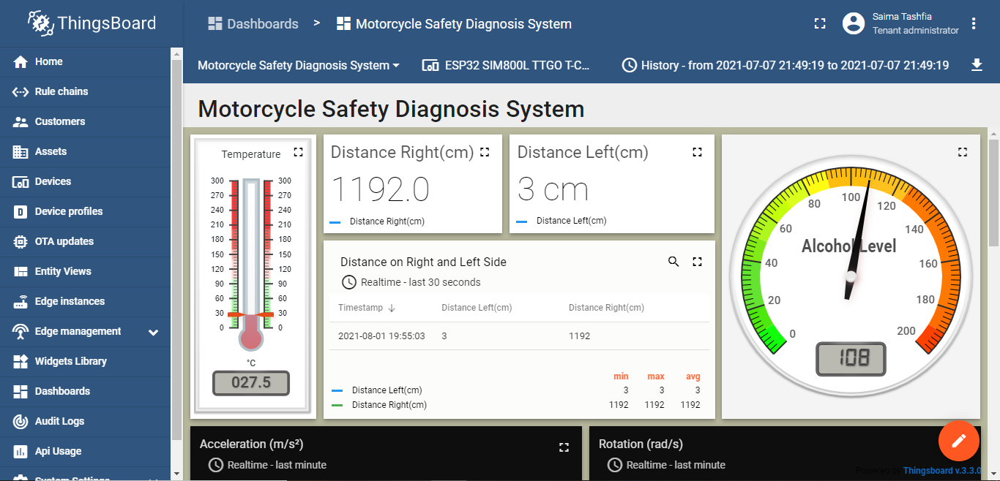 ThingsBoard
Dashboards > Motorcycle Safety Diagnosis System
Saima Tashfia
Tenant administrator
Motorcycle Safety Diagnosis System
ESP32 SIM800L TTGO T-C...
History - from 2021-07-07 21:49:19 to 2021-07-07 21:49:19
Home
Rule chains
Customers
Assets
Devices
Device profiles
OTA updates
Entity Views
Edge instances
Edge management
Widgets Library
Dashboards
Audit Logs
Api Usage
System Settings
Motorcycle Safety Diagnosis System
Temperature
300 300
270 270
240 240
210 210
180 180
150 150
120 120
90 90
60 60
30 30
0 0
°C
027.5
Distance Right(cm)
1192.0
Distance Right(cm)
Distance Left(cm)
3 cm
Distance Left(cm)
Distance on Right and Left Side
Realtime - last 30 seconds
Timestamp Distance Left(cm) Distance Right(cm)
2021-08-01 19:55:03 3 1192
min max avg
Distance Left(cm) 3 3 3
Distance Right(cm) 1192 1192 1192
0
20
40
60
80
100
120
140
160
180
200
Alcohol Level
108
Acceleration (m/s²)
Realtime - last minute
Rotation (rad/s)
Realtime - last minute
Powered by Thingsboard v.3.3.0